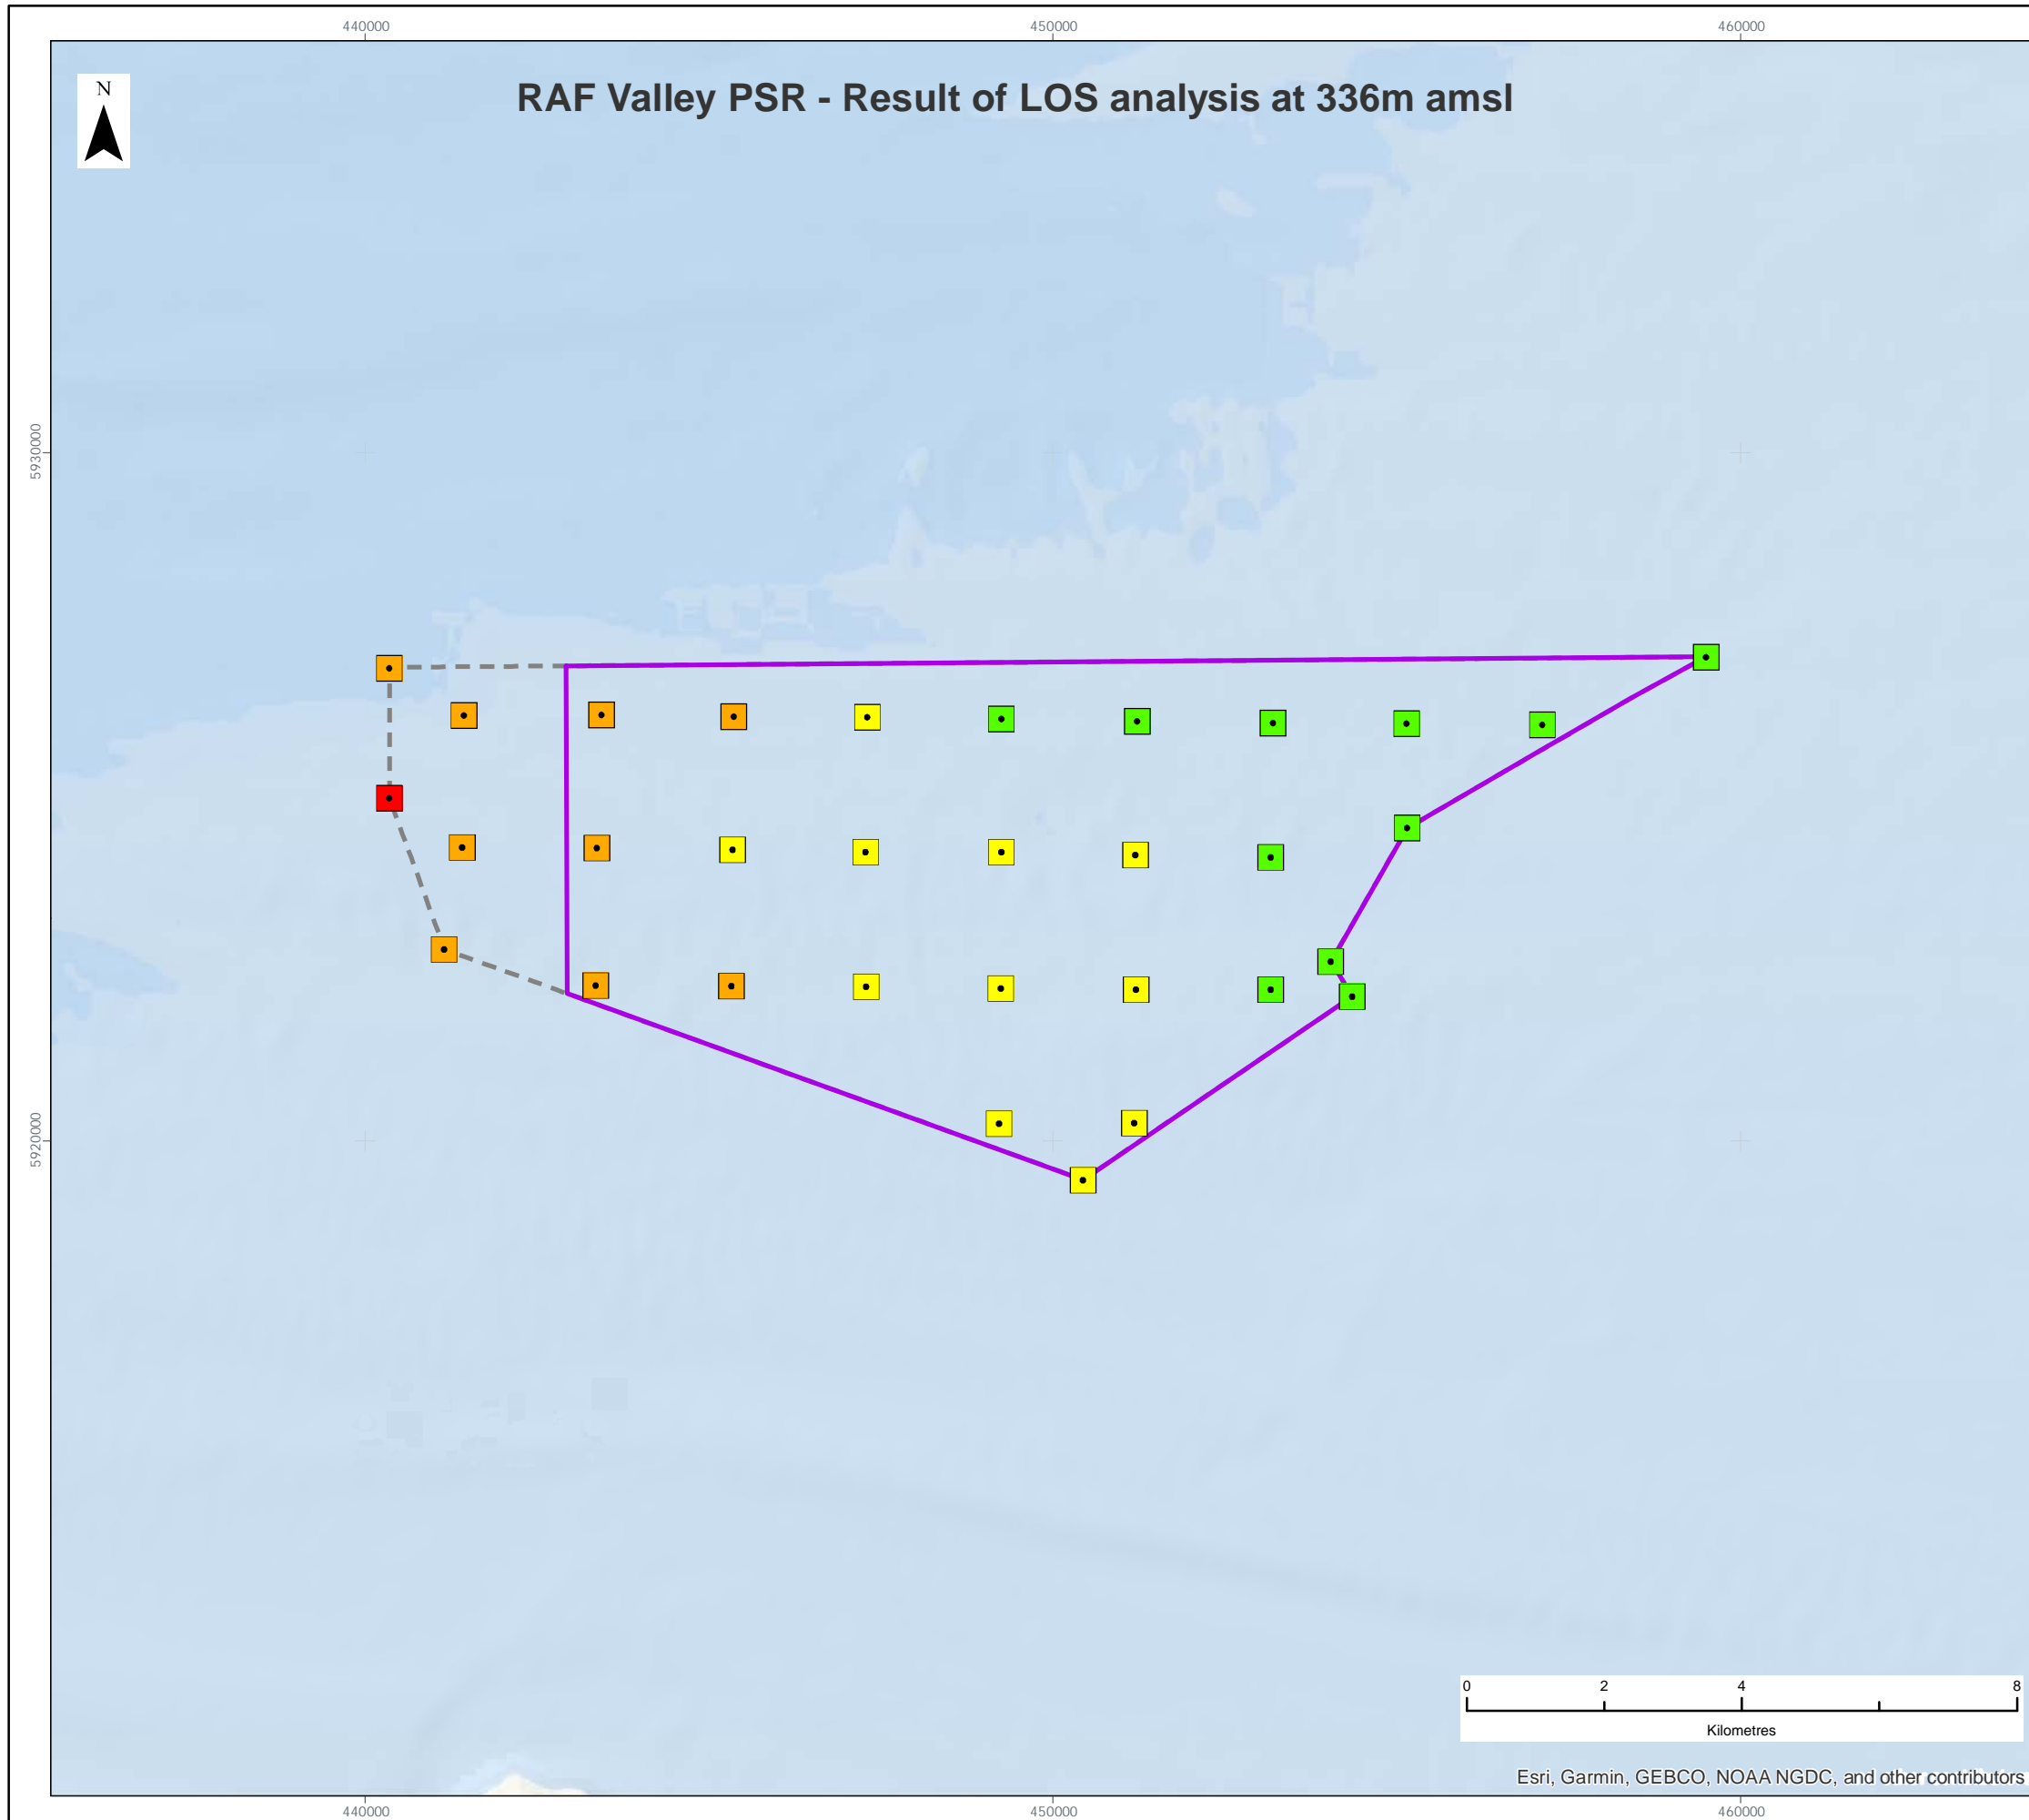 440000
450000
460000
N
RAF Valley PSR - Result of LOS analysis at 336m amsl
5930000
5920000
0 2 4 8
Kilometres
Esri, Garmin, GEBCO, NOAA NGDC, and other contributors
440000
450000
460000